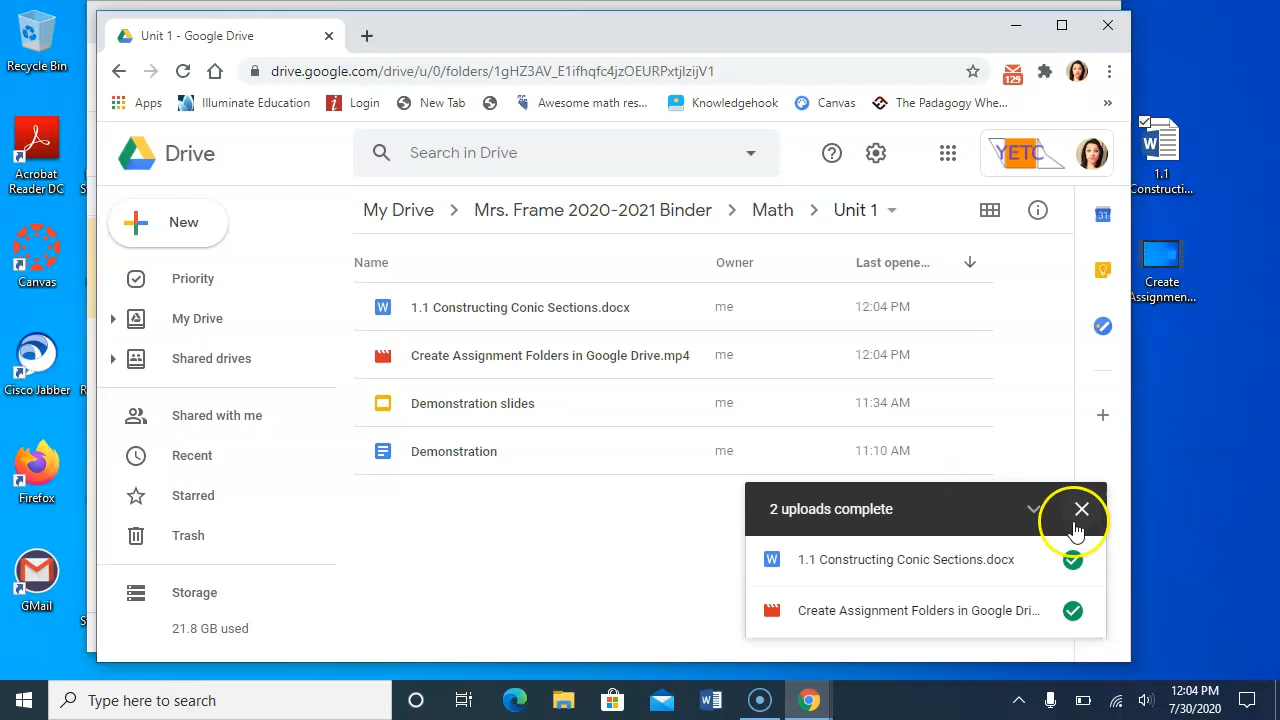 Recycle Bin
Acrobat
Reader DC
Canvas
Cisco Jabber
Firefox
GMail
Unit 1 - Google Drive
drive.google.com/drive/u/0/folders/1gHZ3AV_E1ifhqfc4jzOEURPxtjIzijV1
129
Apps
Illuminate Education
Login
New Tab
Awesome math res...
Knowledgehook
Canvas
The Padagogy Whe...
Drive
Search in Drive
YETC
My Drive > Mrs. Frame 2020-2021 Binder > Math > Unit 1
New
Name Owner Last opene...
Priority
My Drive
Shared drives
Shared with me
Recent
Starred
Trash
Storage
21.8 GB used
1.1 Constructing Conic Sections.docx me 12:04 PM
Create Assignment Folders in Google Drive.mp4 me 12:04 PM
Demonstration slides me 11:34 AM
Demonstration me 11:10 AM
31
2 uploads complete
1.1 Constructing Conic Sections.docx
Create Assignment Folders in Google Dri...
1.1
Constructi...
Create
Assignmen...
Type here to search
12:04 PM
7/30/2020